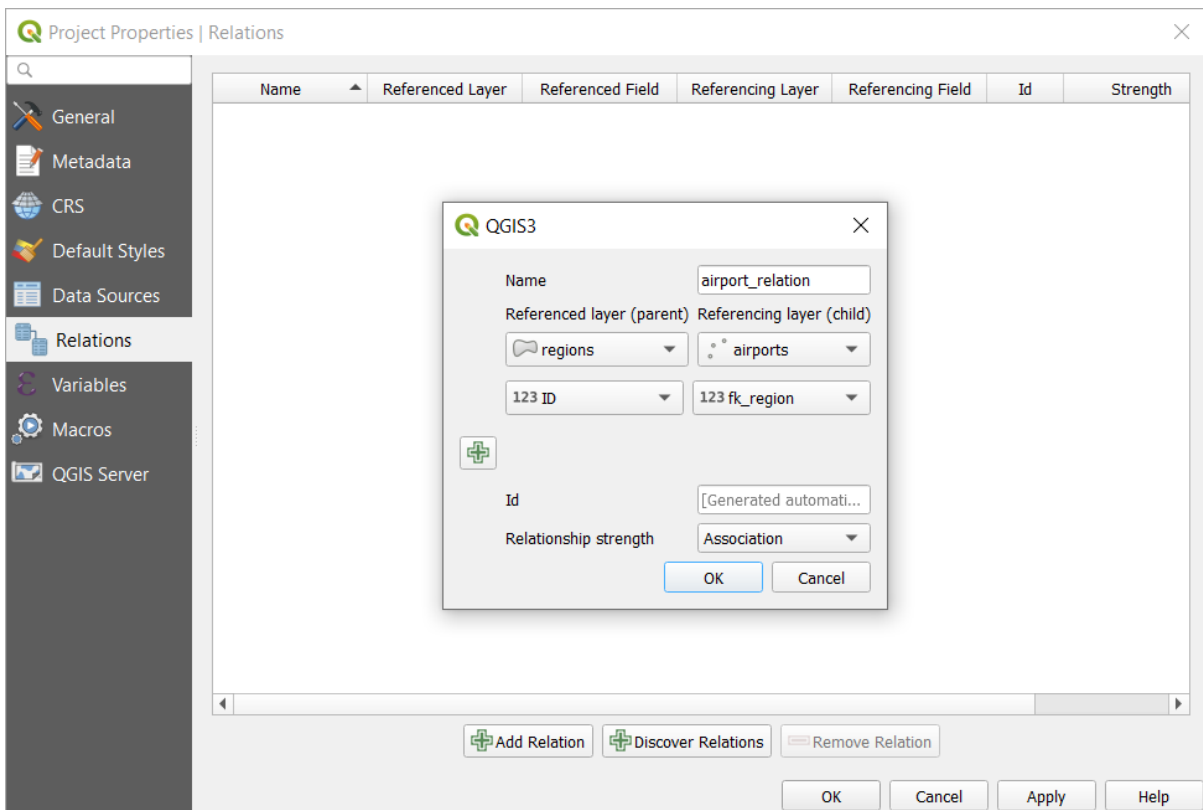 Project Properties | Relations
General
Metadata
CRS
Default Styles
Data Sources
Relations
Variables
Macros
QGIS Server
Name Referenced Layer Referenced Field Referencing Layer Referencing Field Id Strength
QGIS3
Name airport_relation
Referenced layer (parent) Referencing layer (child)
regions airports
123 ID 123 fk_region
Id [Generated automati...
Relationship strength Association
OK Cancel
Add Relation Discover Relations Remove Relation
OK Cancel Apply Help